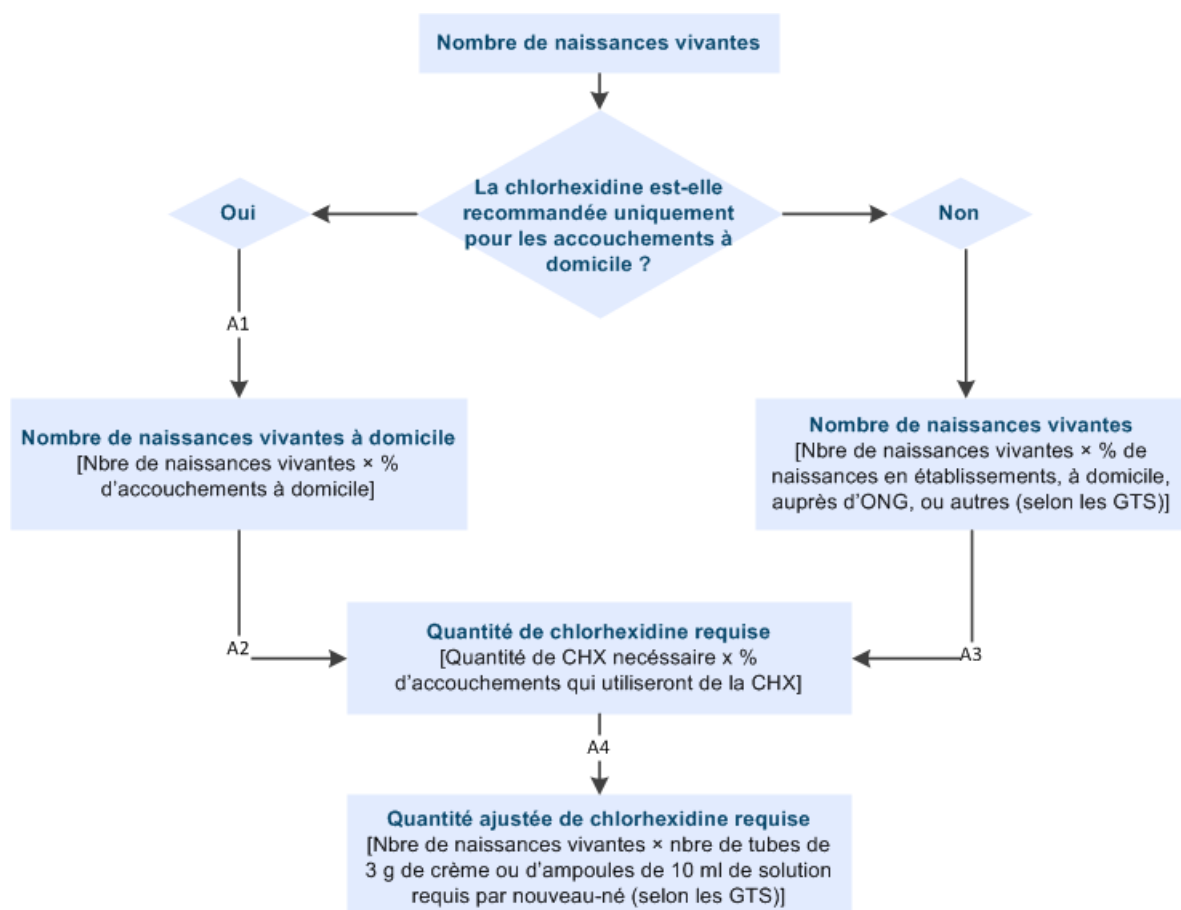 Nombre de naissances vivantes
La chlorhexidine est-elle
recommandée uniquement
pour les accouchements à
domicile ?
Oui
Non
A1
Nombre de naissances vivantes à domicile
[Nbre de naissances vivantes × %
d’accouchements à domicile]
Nombre de naissances vivantes
[Nbre de naissances vivantes × % de
naissances en établissements, à domicile,
auprès d’ONG, ou autres (selon les GTS)]
A2
A3
Quantité de chlorhexidine requise
[Quantité de CHX necéssaire x %
d’accouchements qui utiliseront de la CHX]
A4
Quantité ajustée de chlorhexidine requise
[Nbre de naissances vivantes × nbre de tubes de
3 g de crème ou d’ampoules de 10 ml de solution
requis par nouveau-né (selon les GTS)]